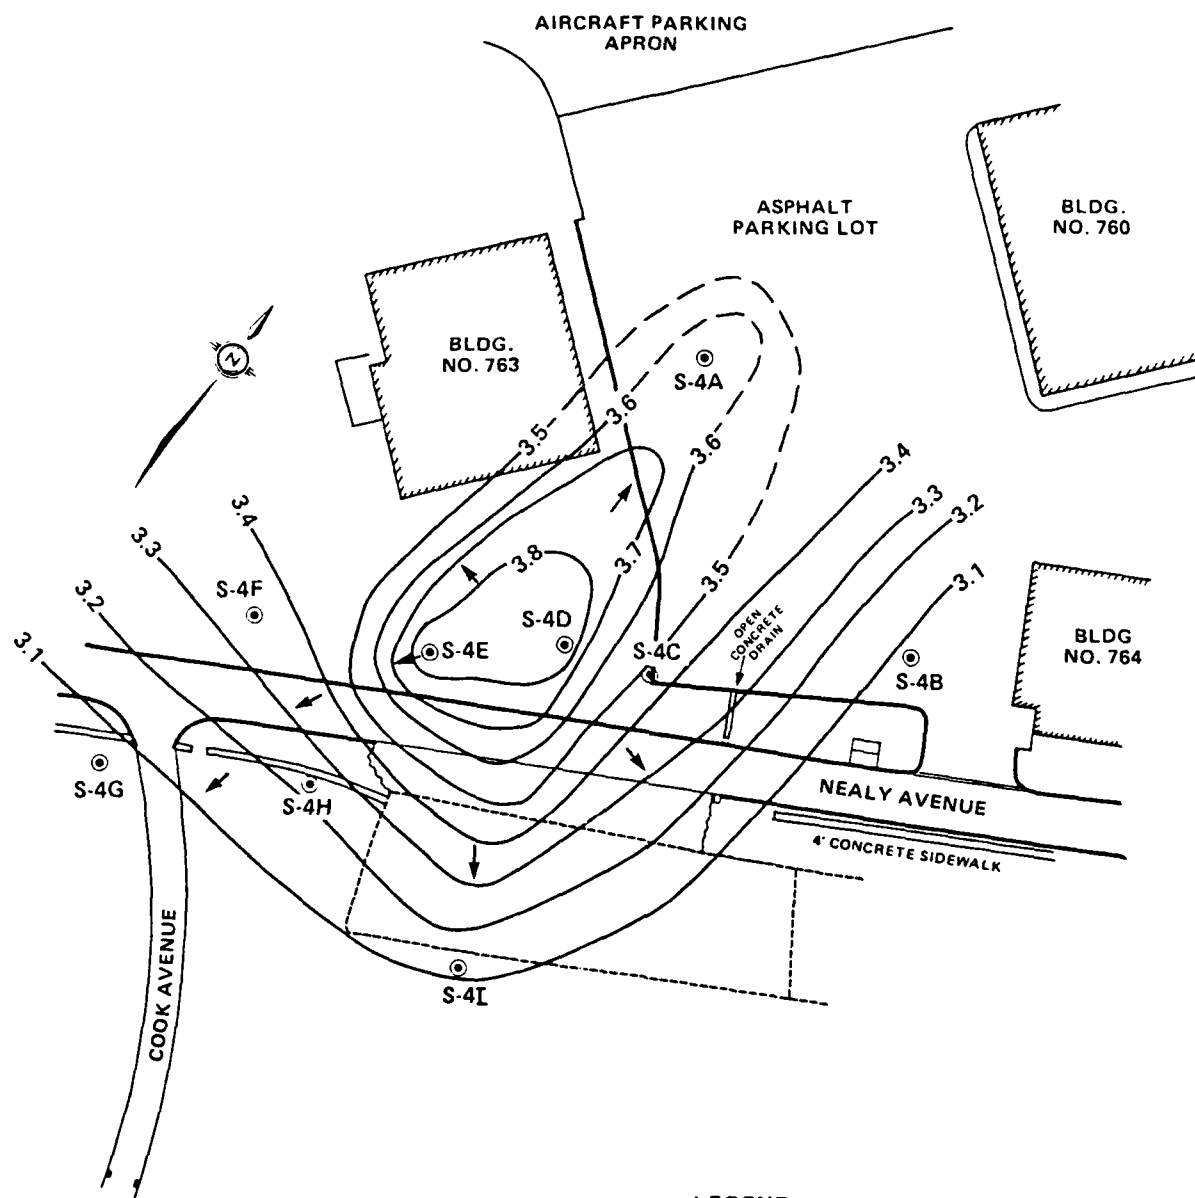 AIRCRAFT PARKING
APRON
ASPHALT
PARKING LOT
BLDG.
NO. 760
BLDG.
NO. 763
N
S-4A
3.5
3.6
3.6
3.4
3.3
3.2
3.1
3.4
3.3
3.2
3.1
3.8
3.7
3.5
S-4F
S-4D
S-4E
S-4C
OPEN
CONCRETE
DRAIN
S-4B
BLDG
NO. 764
S-4G
S-4H
NEALY AVENUE
4' CONCRETE SIDEWALK
COOK AVENUE
S-4I